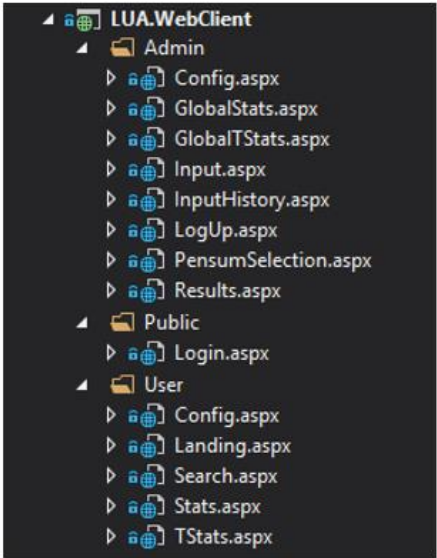 LUA.WebClient
Admin
Config.aspx
GlobalStats.aspx
GlobalTStats.aspx
Input.aspx
InputHistory.aspx
LogUp.aspx
PensumSelection.aspx
Results.aspx
Public
Login.aspx
User
Config.aspx
Landing.aspx
Search.aspx
Stats.aspx
TStats.aspx